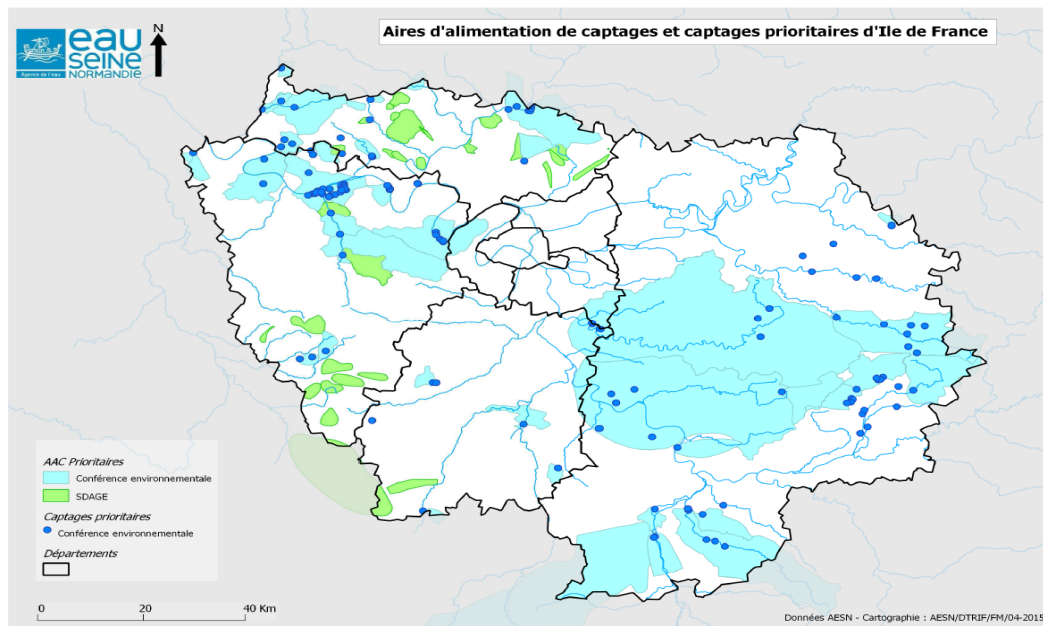 Aires d'alimentation de captages et captages prioritaires d'Ile de France
eau
SEINE
NORMANDIE
Agence de l'eau
N
AAC Prioritaires
Conférence environnementale
SDAGE
Captages prioritaires
Conférence environnementale
Départements
0 20 40 Km
Données AESN - Cartographie : AESN/DTRIF/FM/04-2015